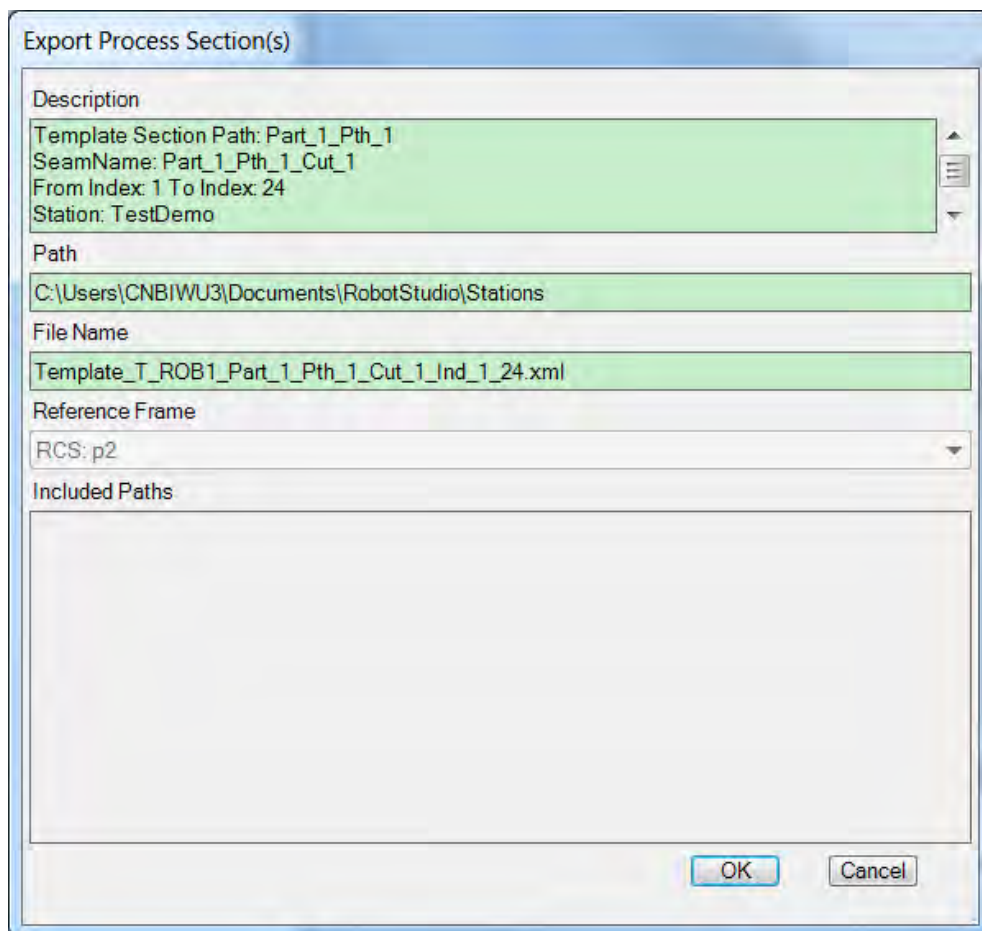 Export Process Section(s)
Description
Template Section Path: Part_1_Pth_1
SeamName: Part_1_Pth_1_Cut_1
From Index: 1 To Index: 24
Station: TestDemo
Path
C:\Users\CNBIWU3\Documents\RobotStudio\Stations
File Name
Template_T_ROB1_Part_1_Pth_1_Cut_1_Ind_1_24.xml
Reference Frame
RCS: p2
Included Paths
OK Cancel